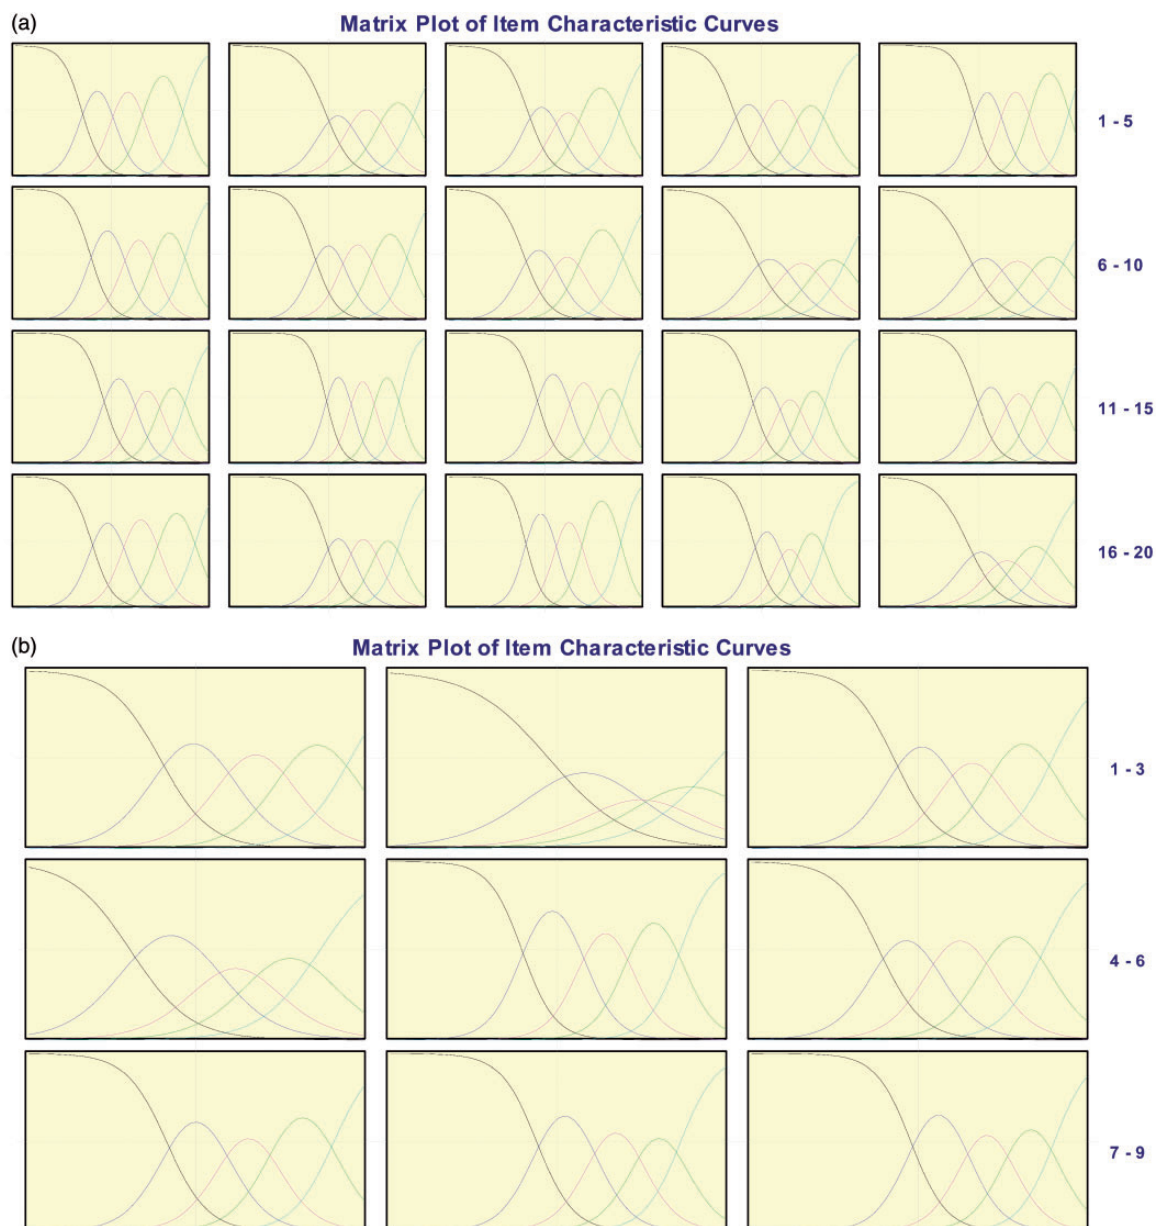 (a)
Matrix Plot of Item Characteristic Curves
1 - 5
6 - 10
11 - 15
16 - 20
(b)
Matrix Plot of Item Characteristic Curves
1 - 3
4 - 6
7 - 9